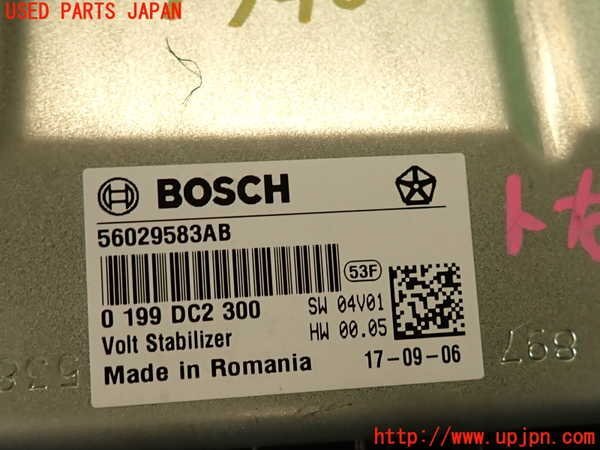 USED PARTS JAPAN
BOSCH
56029583AB
53F
0 199 DC2 300
SW 04V01
Volt Stabilizer
HW 00.05
Made in Romania
17-09-06
897
http://www.upjpn.com/